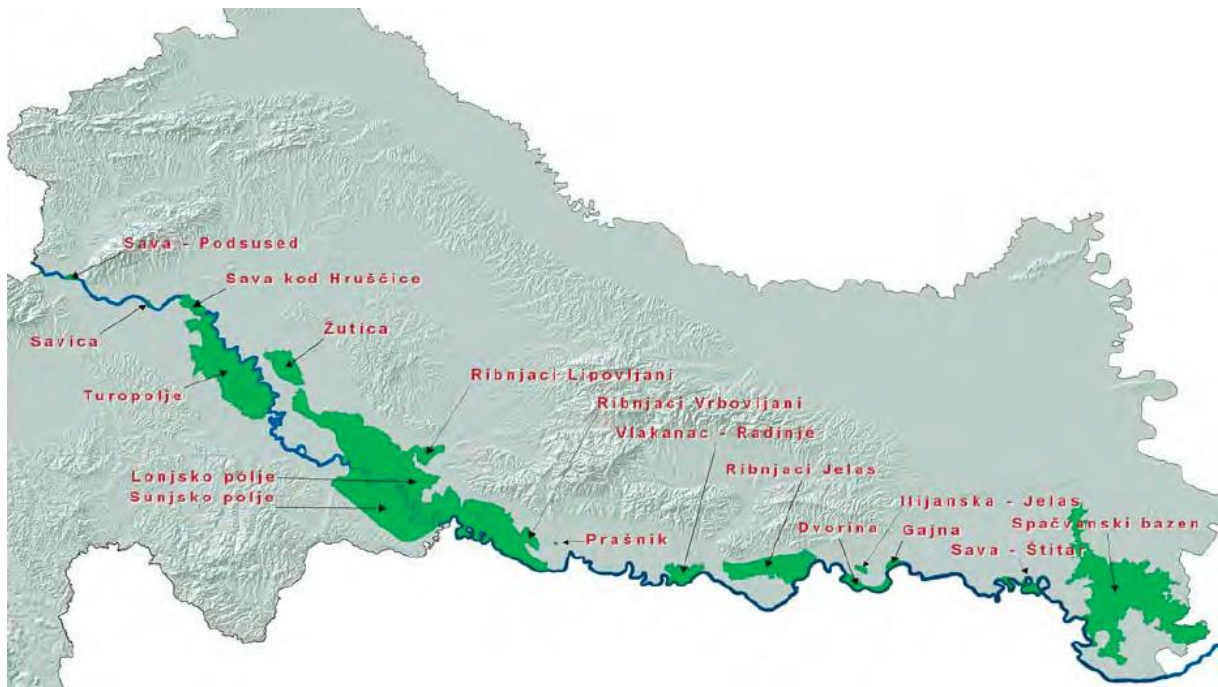 Sava - Podsused
Sava kod Hruščice
Savica
Žutica
Turopolje
Ribnjaci Lipovljani
Ribnjaci Vrbovljani
Vlakanac - Radinje
Lonjsko polje
Sunjsko polje
Ribnjaci Jelas
Prašnik
Dvorina
Ilijanska - Jelas
Gajna
Spačvanski bazen
Sava - Štitar